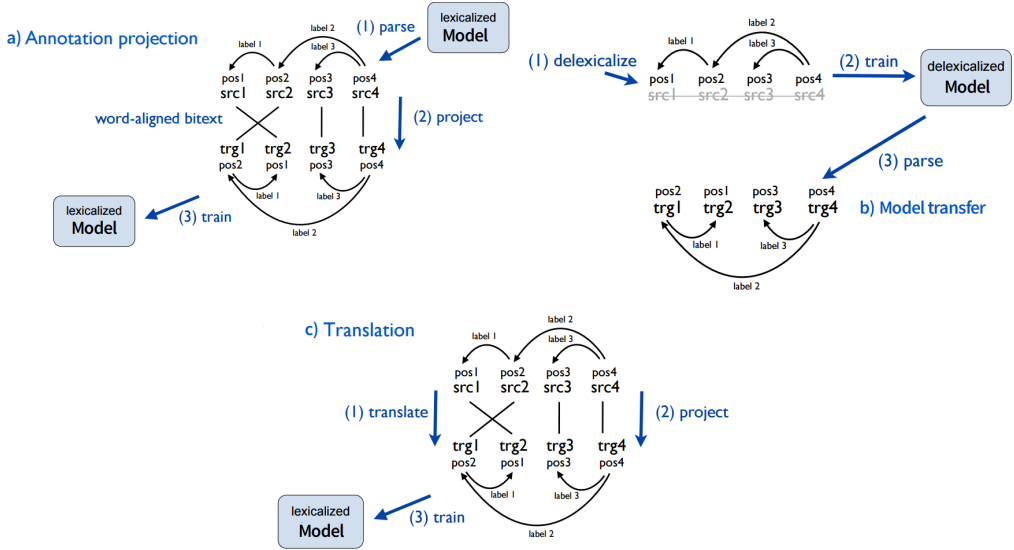 a) Annotation projection
label 2
(1) parse
lexicalized
Model
label 1
label 3
pos1 pos2 pos3 pos4
src1 src2 src3 src4
word-aligned bitext
(2) project
trg1 trg2 trg3 trg4
pos2 pos1 pos3 pos4
label 1
label 3
label 2
lexicalized
Model
(3) train
label 2
label 1
label 3
(1) delexicalize
pos1 pos2 pos3 pos4
src1 src2 src3 src4
(2) train
delexicalized
Model
(3) parse
pos2 pos1 pos3 pos4
trg1 trg2 trg3 trg4
b) Model transfer
label 1
label 3
label 2
c) Translation
label 2
label 1
label 3
pos1 pos2 pos3 pos4
src1 src2 src3 src4
(1) translate
(2) project
trg1 trg2 trg3 trg4
pos2 pos1 pos3 pos4
label 1
label 3
label 2
lexicalized
Model
(3) train